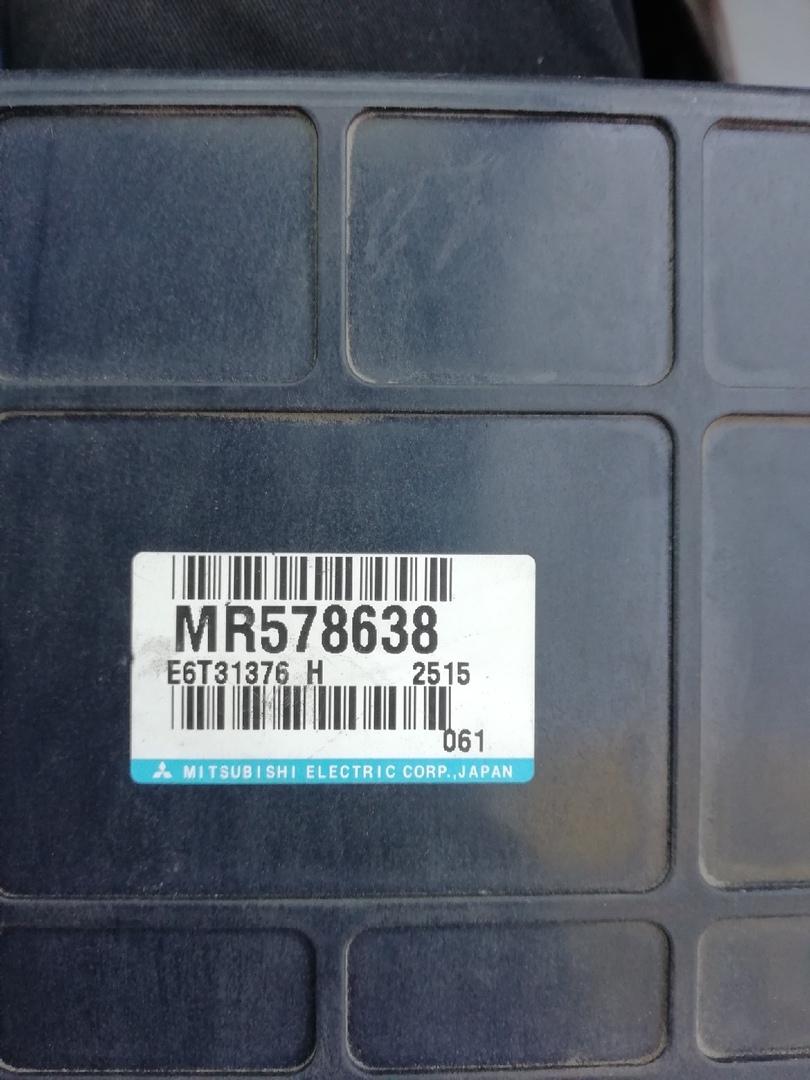 MR578638
E6T31376 H 2515
061
MITSUBISHI ELECTRIC CORP.,JAPAN